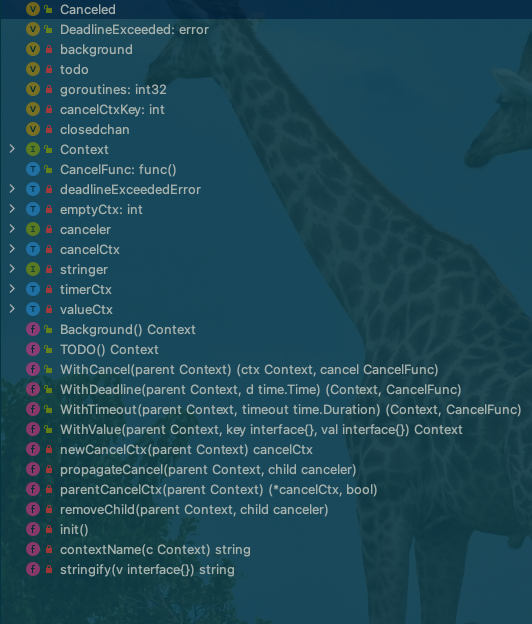 Canceled
DeadlineExceeded: error
background
todo
goroutines: int32
cancelCtxKey: int
closedchan
Context
CancelFunc: func()
deadlineExceededError
emptyCtx: int
canceler
cancelCtx
stringer
timerCtx
valueCtx
Background() Context
TODO() Context
WithCancel(parent Context) (ctx Context, cancel CancelFunc)
WithDeadline(parent Context, d time.Time) (Context, CancelFunc)
WithTimeout(parent Context, timeout time.Duration) (Context, CancelFunc)
WithValue(parent Context, key interface{}, val interface{}) Context
newCancelCtx(parent Context) cancelCtx
propagateCancel(parent Context, child canceler)
parentCancelCtx(parent Context) (*cancelCtx, bool)
removeChild(parent Context, child canceler)
init()
contextName(c Context) string
stringify(v interface{}) string